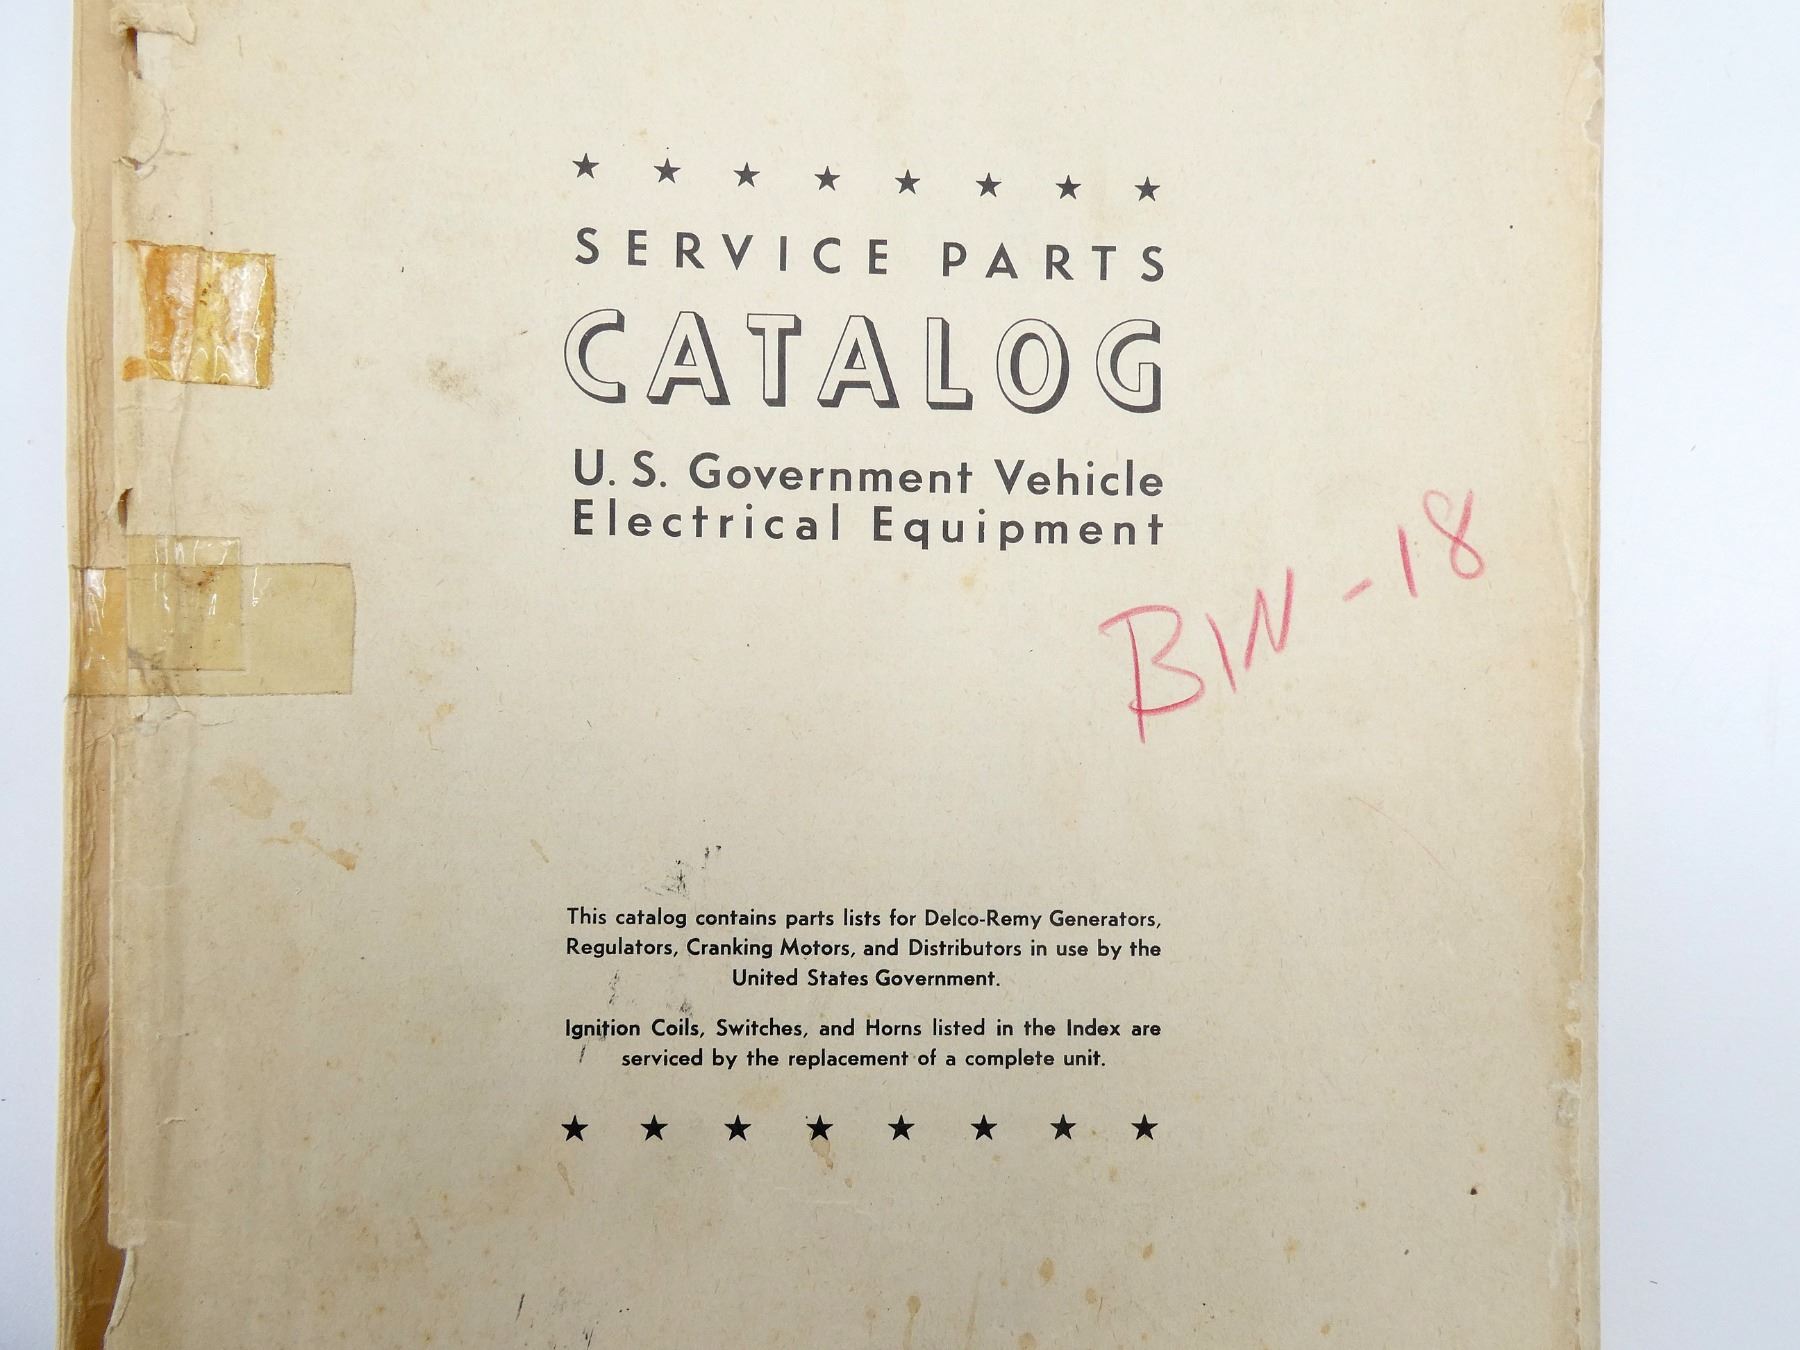 SERVICE PARTS
CATALOG
U. S. Government Vehicle
Electrical Equipment
BIN - 18
This catalog contains parts lists for Delco-Remy Generators,
Regulators, Cranking Motors, and Distributors in use by the
United States Government.
Ignition Coils, Switches, and Horns listed in the Index are
serviced by the replacement of a complete unit.